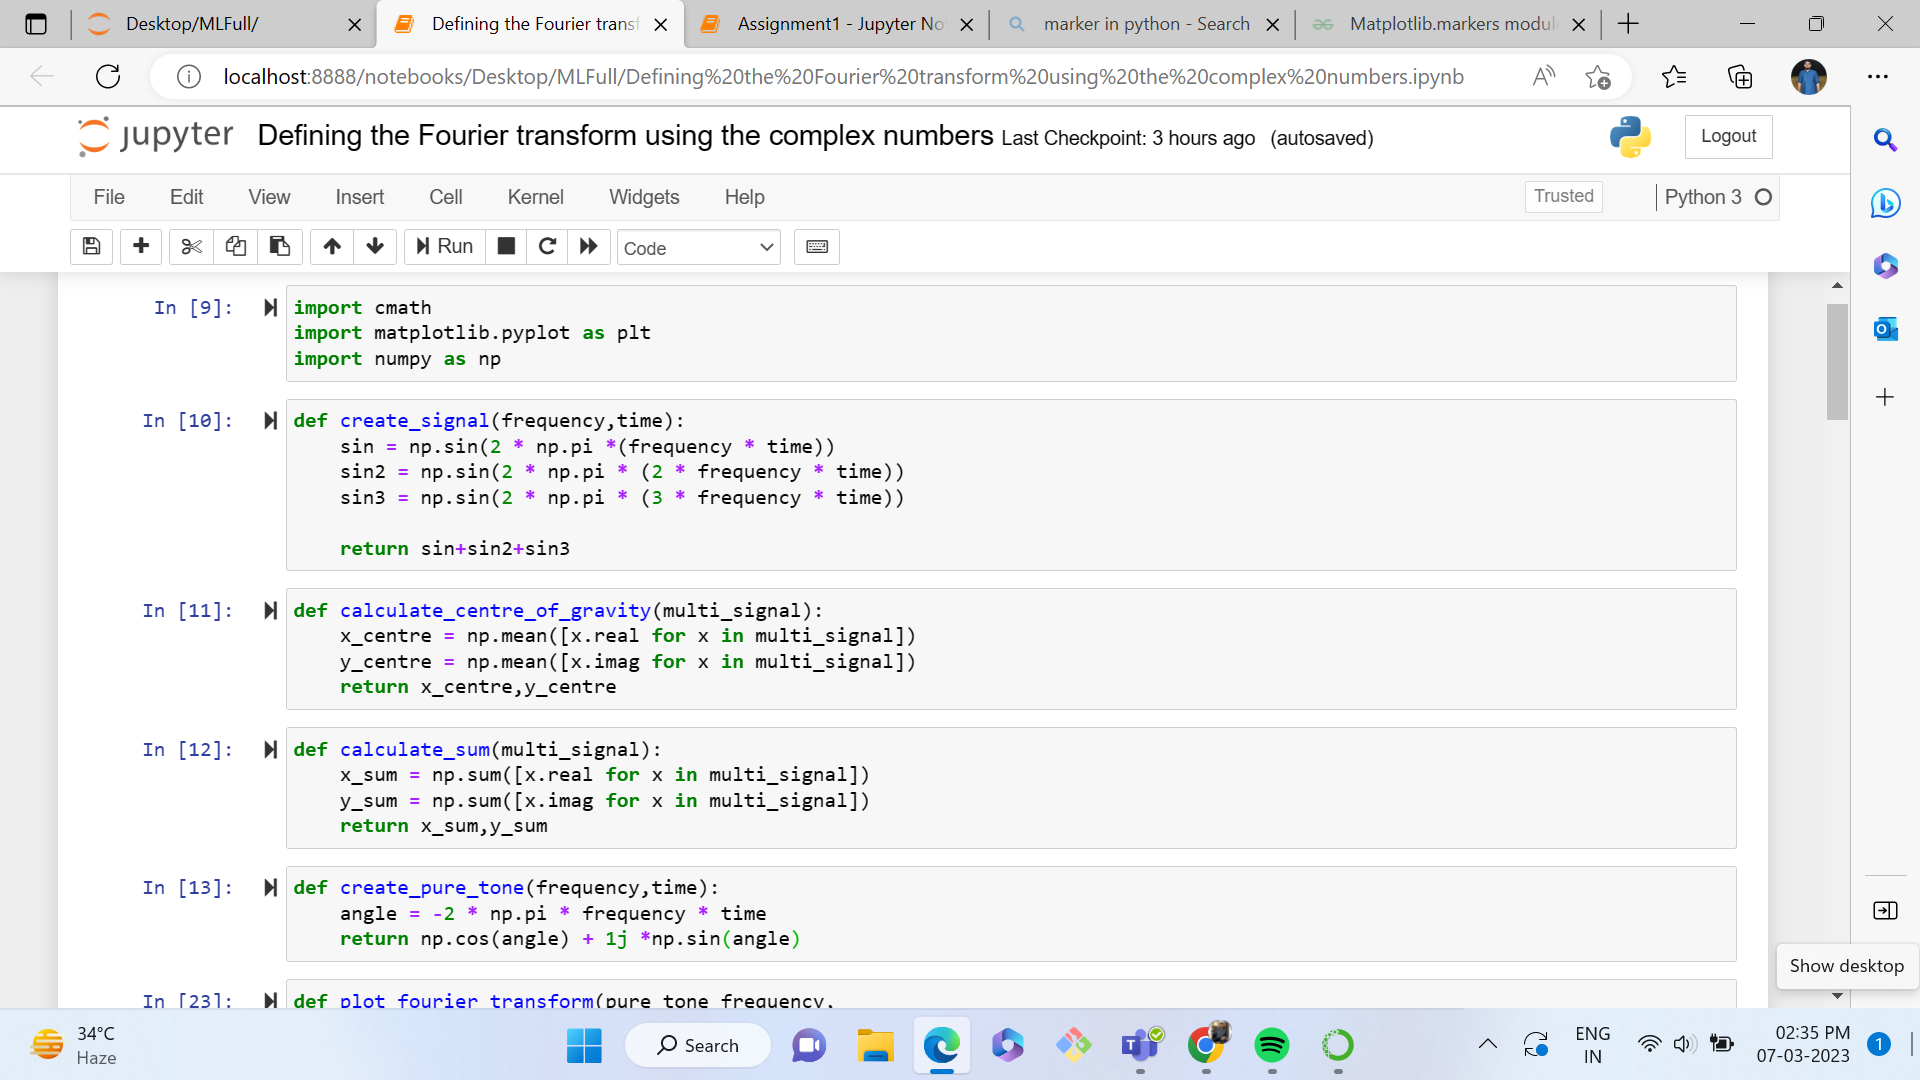 Desktop/MLFull/
Defining the Fourier transf
Assignment1 - Jupyter No
marker in python - Search
Matplotlib.markers modul
localhost:8888/notebooks/Desktop/MLFull/Defining%20the%20Fourier%20transform%20using%20the%20complex%20numbers.ipynb
jupyter Defining the Fourier transform using the complex numbers Last Checkpoint: 3 hours ago (autosaved)
Logout
File Edit View Insert Cell Kernel Widgets Help
Trusted
Python 3
Run
Code
In [9]:
import cmath
import matplotlib.pyplot as plt
import numpy as np
In [10]:
def create_signal(frequency,time):
    sin = np.sin(2 * np.pi *(frequency * time))
    sin2 = np.sin(2 * np.pi * (2 * frequency * time))
    sin3 = np.sin(2 * np.pi * (3 * frequency * time))
    return sin+sin2+sin3
In [11]:
def calculate_centre_of_gravity(multi_signal):
    x_centre = np.mean([x.real for x in multi_signal])
    y_centre = np.mean([x.imag for x in multi_signal])
    return x_centre,y_centre
In [12]:
def calculate_sum(multi_signal):
    x_sum = np.sum([x.real for x in multi_signal])
    y_sum = np.sum([x.imag for x in multi_signal])
    return x_sum,y_sum
In [13]:
def create_pure_tone(frequency,time):
    angle = -2 * np.pi * frequency * time
    return np.cos(angle) + 1j *np.sin(angle)
In [23]:
def plot_fourier_transform(pure_tone_frequency,
Show desktop
34°C
Haze
Search
ENG
IN
02:35 PM
07-03-2023
1